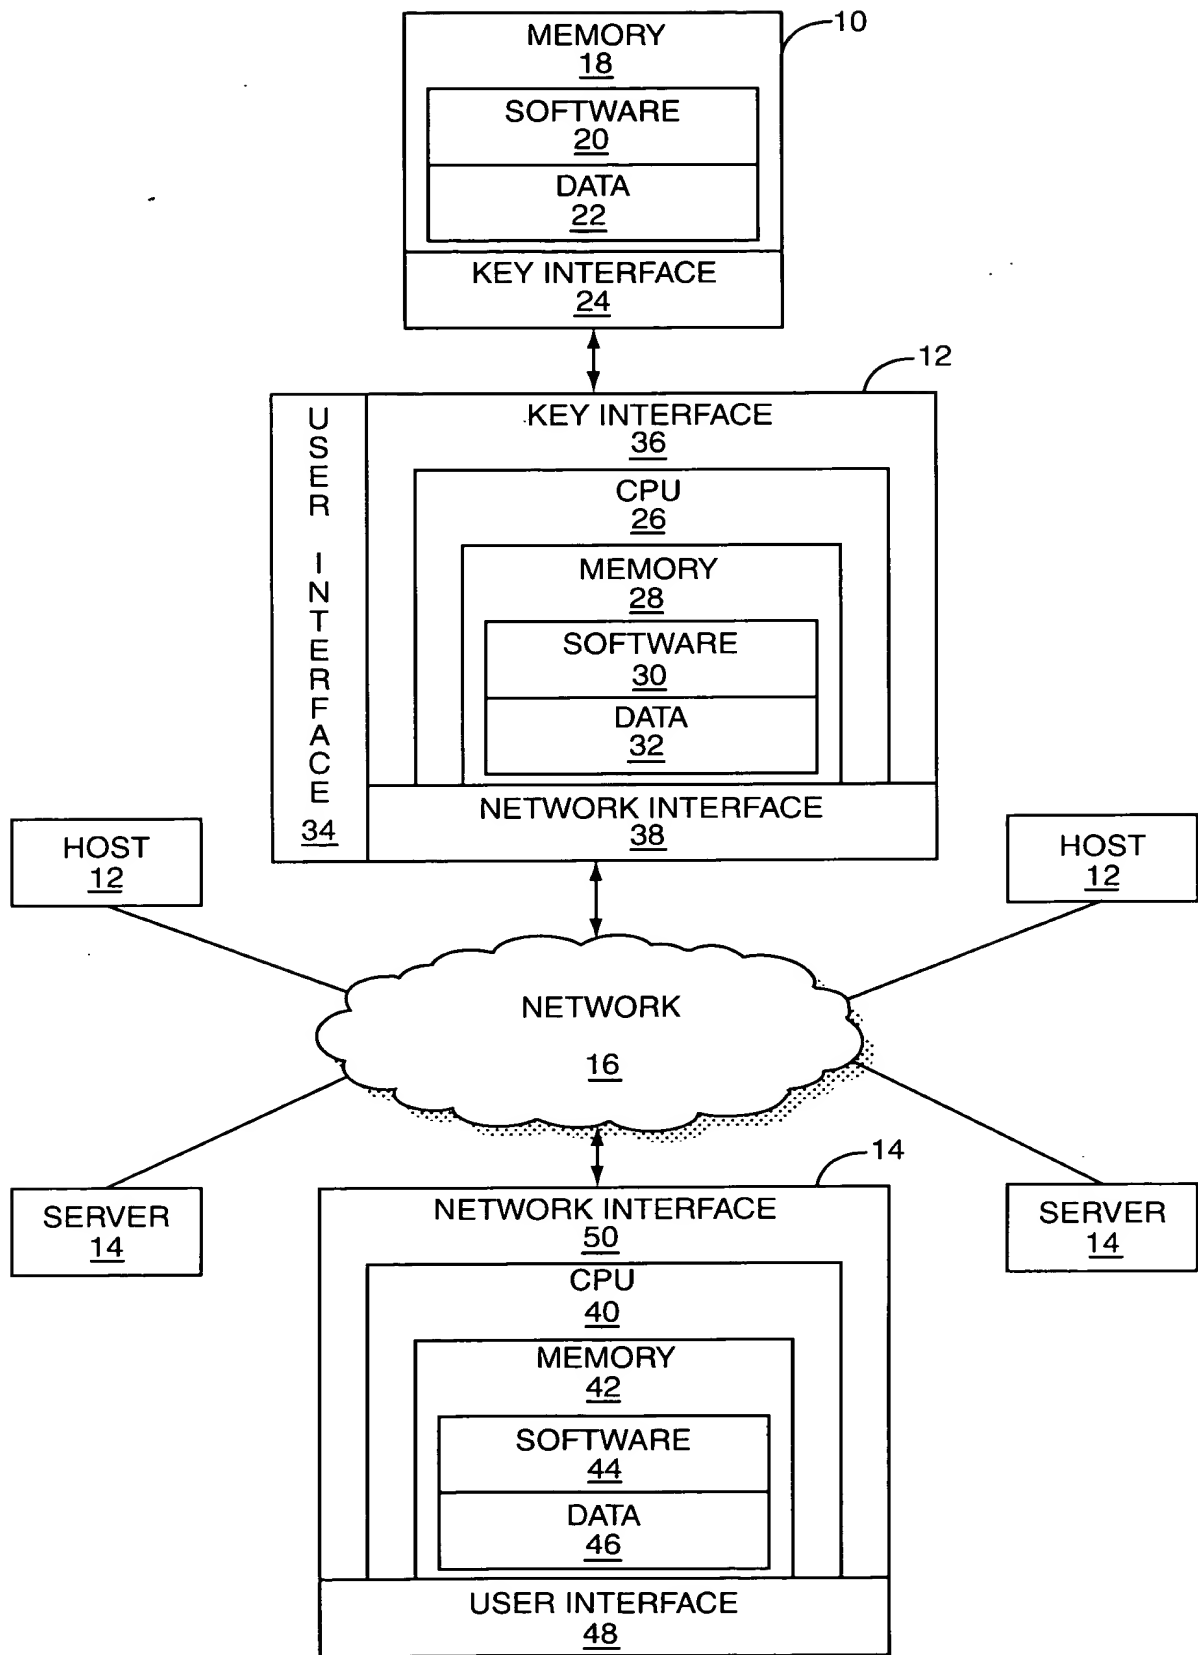 10
MEMORY
18
SOFTWARE
20
DATA
22
KEY INTERFACE
24
12
USER INTERFACE
34
KEY INTERFACE
36
CPU
26
MEMORY
28
SOFTWARE
30
DATA
32
NETWORK INTERFACE
38
HOST
12
HOST
12
NETWORK
16
SERVER
14
SERVER
14
14
NETWORK INTERFACE
50
CPU
40
MEMORY
42
SOFTWARE
44
DATA
46
USER INTERFACE
48